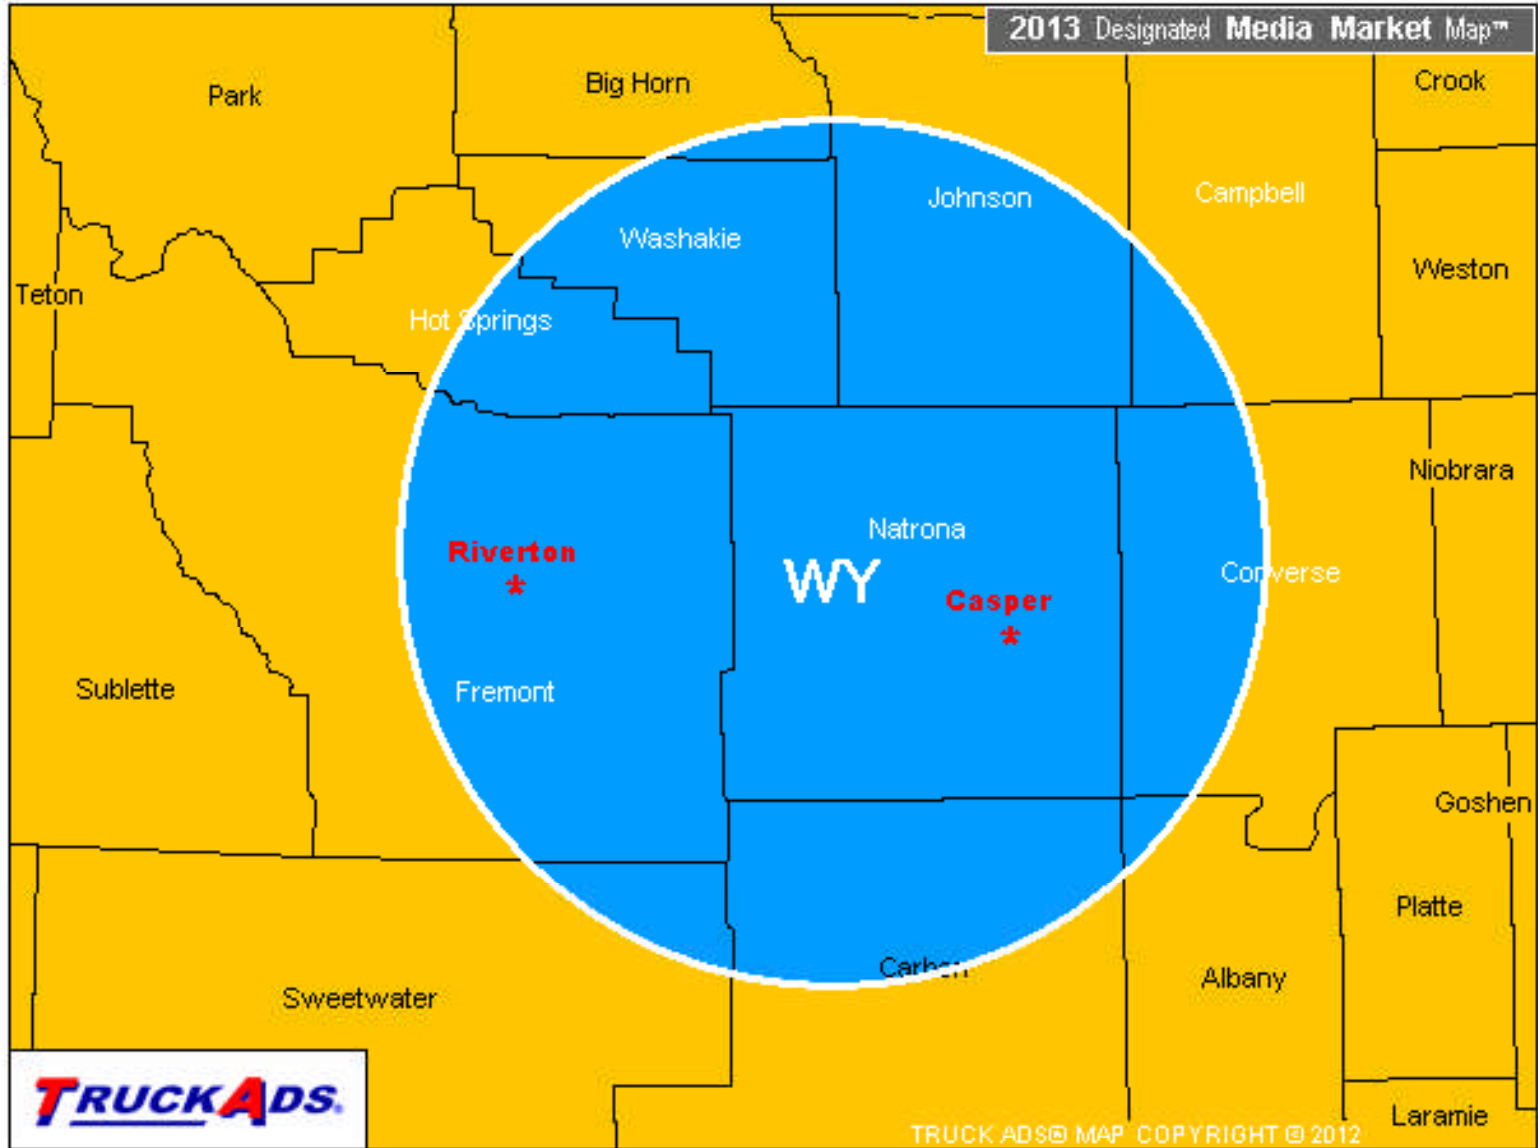 2013 Designated Media Market Map™
Park
Big Horn
Crook
Johnson
Campbell
Washakie
Weston
Teton
Hot Springs
Niobrara
Natrona
Riverton
*
WY
Converse
Casper
*
Sublette
Fremont
Goshen
Platte
Carbon
Albany
Sweetwater
TRUCKADS.
Laramie
TRUCK ADS® MAP COPYRIGHT © 2012